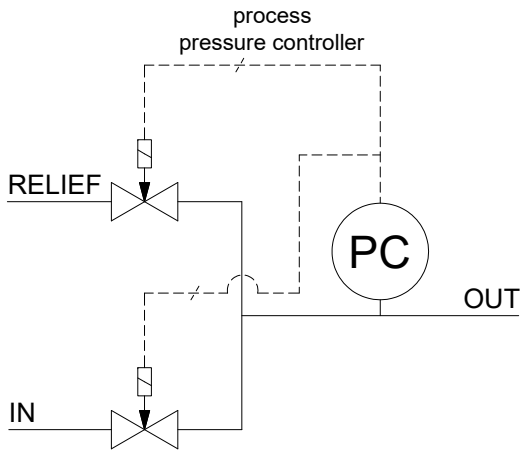 process
pressure controller
RELIEF
PC
OUT
IN